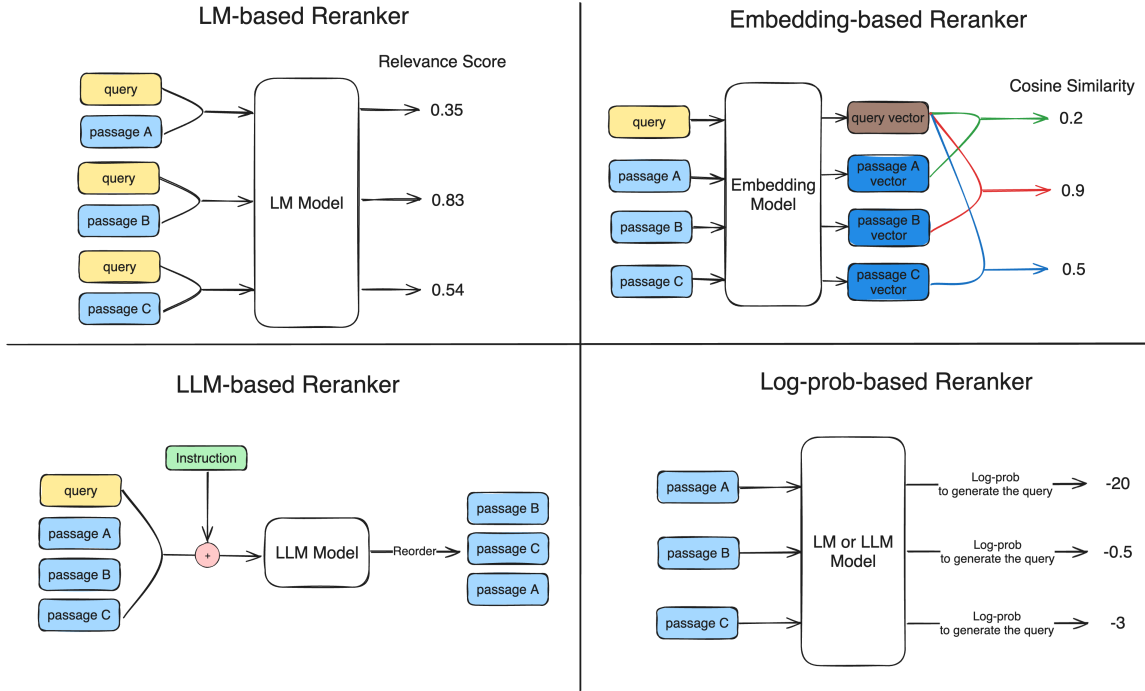 LM-based Reranker
Relevance Score
query
passage A
0.35
query
passage B
0.83
query
passage C
0.54
LM Model
Embedding-based Reranker
Cosine Similarity
query
passage A
passage B
passage C
Embedding
Model
query vector
passage A
vector
passage B
vector
passage C
vector
0.2
0.9
0.5
LLM-based Reranker
Instruction
query
passage A
passage B
passage C
+
LLM Model
Reorder
passage B
passage C
passage A
Log-prob-based Reranker
passage A
passage B
passage C
LM or LLM
Model
Log-prob
to generate the query
-20
Log-prob
to generate the query
-0.5
Log-prob
to generate the query
-3